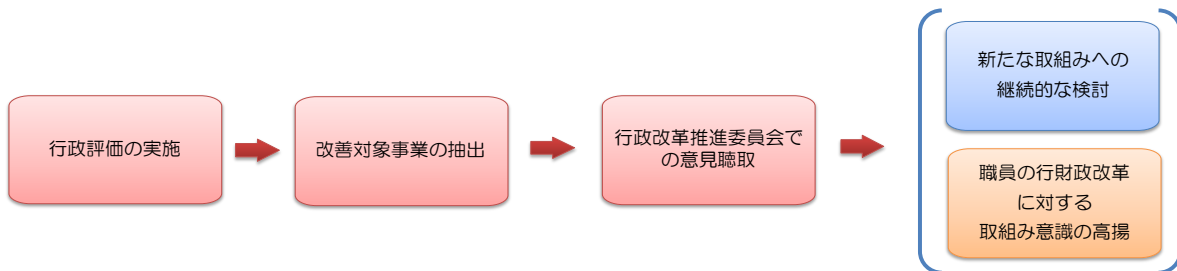 行政評価の実施
改善対象事業の抽出
行政改革推進委員会で
の意見聴取
新たな取組みへの
継続的な検討
職員の行財政改革
に対する
取組み意識の高揚